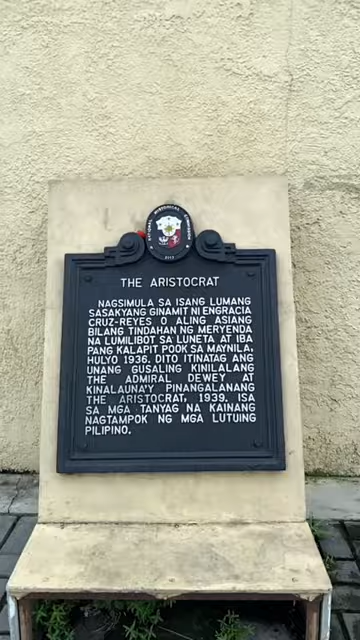 NATIONAL HISTORICAL COMMISSION
THE ARISTOCRAT
NAGSIMULA SA ISANG LUMANG
SASAKYANG GINAMIT NI ENGRACIA
CRUZ-REYES O ALING ASIANG
BILANG TINDAHAN NG MERYENDA
NA LUMILIBOT SA LUNETA AT IBA
PANG KALAPIT POOK SA MAYNILA,
HULYO 1936. DITO ITINATAG ANG
UNANG GUSALING KINILALANG
THE ADMIRAL DEWEY AT
KINALAUNA'Y PINANGALANANG
THE ARISTOCRAT, 1939. ISA
SA MGA TANYAG NA KAINANG
NAGTAMPOK NG MGA LUTUING
PILIPINO.